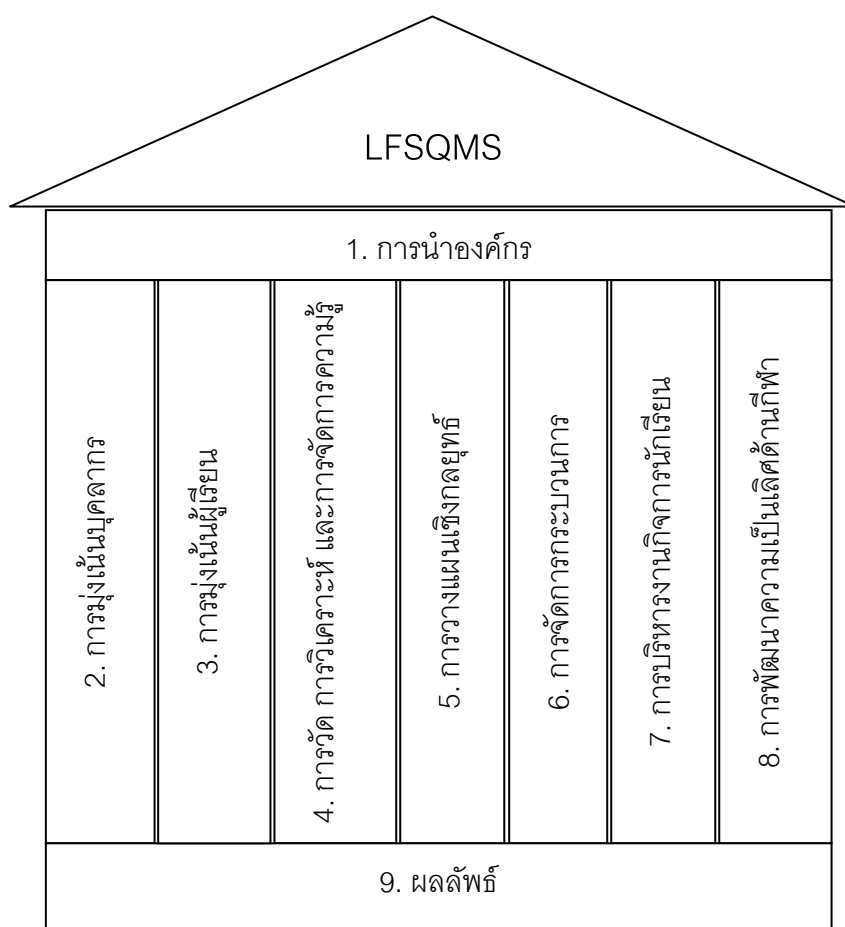 LFSQMS
1. การนำองค์กร
2. การมุ่งเน้นบุคลากร
3. การมุ่งเน้นผู้เรียน
4. การวัด การวิเคราะห์ และการจัดการความรู้
5. การวางแผนเชิงกลยุทธ์
6. การจัดการกระบวนการ
7. การบริหารงานกิจการนักเรียน
8. การพัฒนาความเป็นเลิศด้านกีฬา
9. ผลลัพธ์